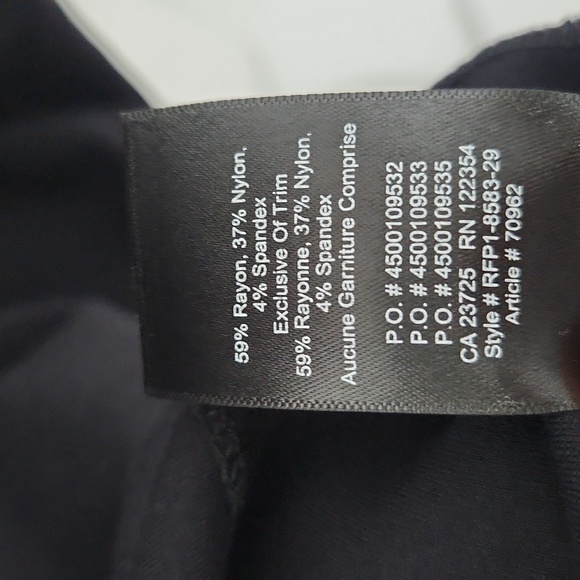 59% Rayon, 37% Nylon,
4% Spandex
Exclusive Of Trim
59% Rayonne, 37% Nylon,
4% Spandex
Aucune Garniture Comprise
P.O. # 4500109532
P.O. # 4500109533
P.O. # 4500109535
CA 23725 RN 122354
Style # RFP1-8583-29
Article # 70962